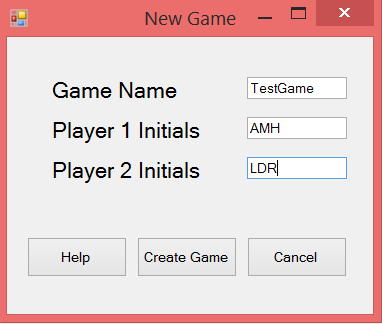 New Game
Game Name TestGame
Player 1 Initials AMH
Player 2 Initials LDR
Help Create Game Cancel